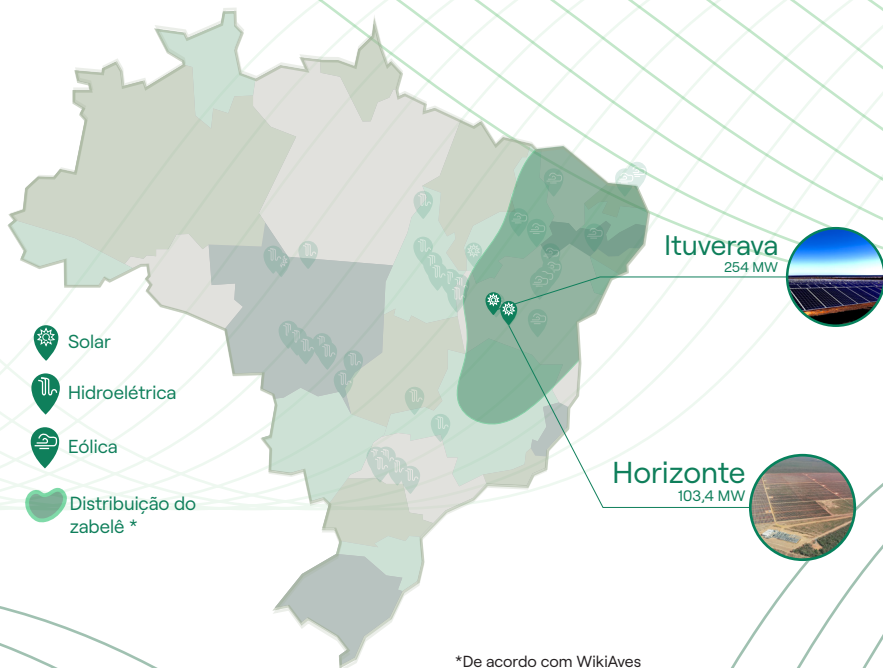 Ituverava
254 MW
Solar
Hidroelétrica
Eólica
Horizonte
103,4 MW
Distribuição do
zabelê *
*De acordo com WikiAves